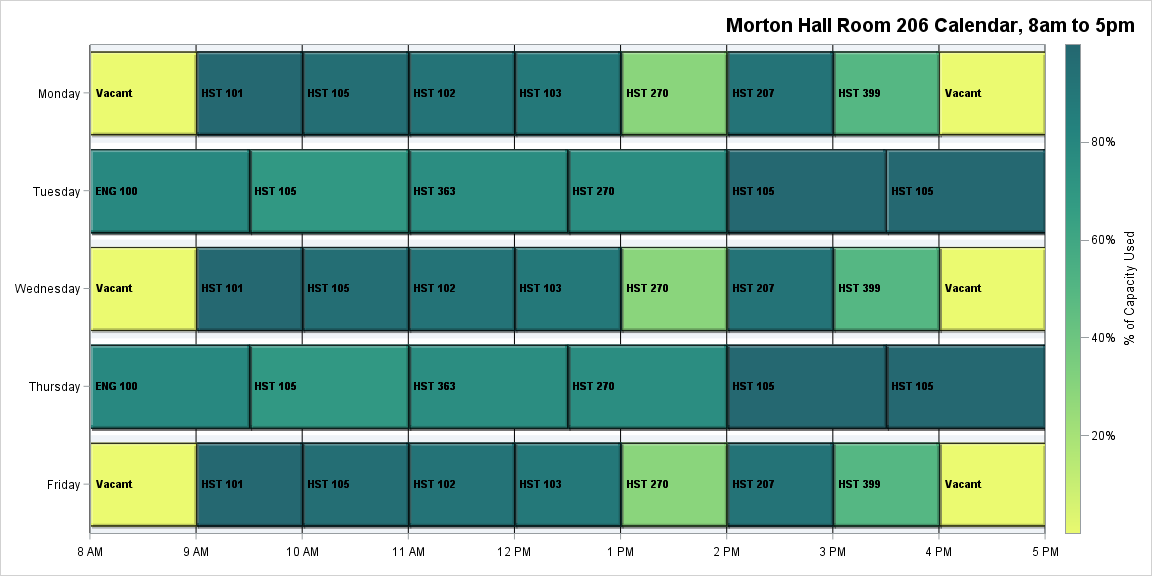 Morton Hall Room 206 Calendar, 8am to 5pm
Monday
Vacant
HST 101
HST 105
HST 102
HST 103
HST 270
HST 207
HST 399
Vacant
Tuesday
ENG 100
HST 105
HST 363
HST 270
HST 105
HST 105
Wednesday
Vacant
HST 101
HST 105
HST 102
HST 103
HST 270
HST 207
HST 399
Vacant
Thursday
ENG 100
HST 105
HST 363
HST 270
HST 105
HST 105
Friday
Vacant
HST 101
HST 105
HST 102
HST 103
HST 270
HST 207
HST 399
Vacant
8 AM
9 AM
10 AM
11 AM
12 PM
1 PM
2 PM
3 PM
4 PM
5 PM
80%
60%
40%
20%
% of Capacity Used